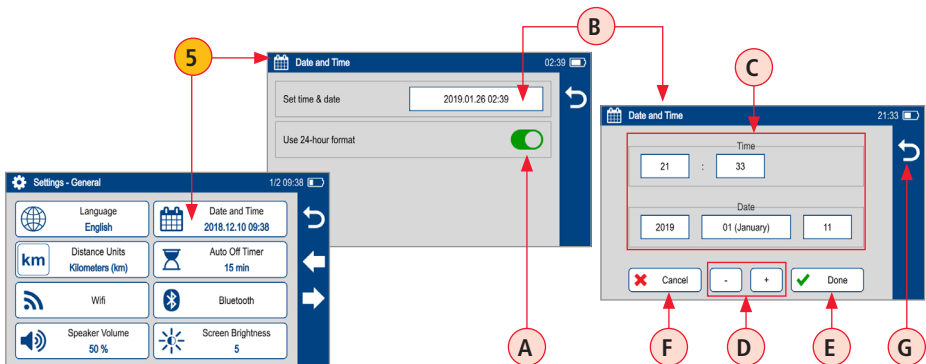 B
5
Date and Time 02:39
C
Set time & date 2019.01.26 02:39
Date and Time 21:33
Use 24-hour format
Time
21 : 33
Settings - General 1/2 09:38
Language
English
Date and Time
2018.12.10 09:38
Date
2019 01 (January) 11
km
Distance Units
Kilometers (km)
Auto Off Timer
15 min
Cancel - + Done
Wifi Bluetooth
Speaker Volume
50 %
Screen Brightness
5
A F D E G